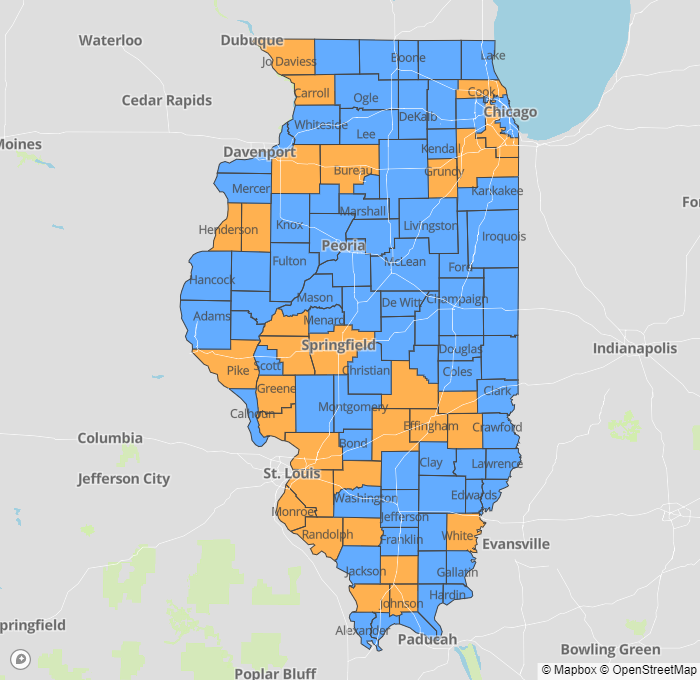 Waterloo
Dubuque
Jo Daviess
Boone
Lake
Carroll
Ogle
Cook
Cedar Rapids
Chicago
DeKalb
Whiteside
Lee
Moines
Davenport
Kendall
Bureau
Grundy
Mercer
Kankakee
Marshall
For
Henderson
Knox
Livingston
Iroquois
Peoria
Fulton
McLean
Ford
Hancock
Mason
De Witt
Champaign
Adams
Menard
Springfield
Douglas
Indianapolis
Pike
Scott
Christian
Coles
Greene
Clark
Calhoun
Montgomery
Effingham
Crawford
Columbia
Bond
Clay
Lawrence
Jefferson City
St. Louis
Washington
Edwards
Monroe
Jefferson
Randolph
Franklin
White
Evansville
Jackson
Gallatin
Hardin
Johnson
pringfield
Alexander
Paducah
Bowling Green
Poplar Bluff
© Mapbox © OpenStreetMap